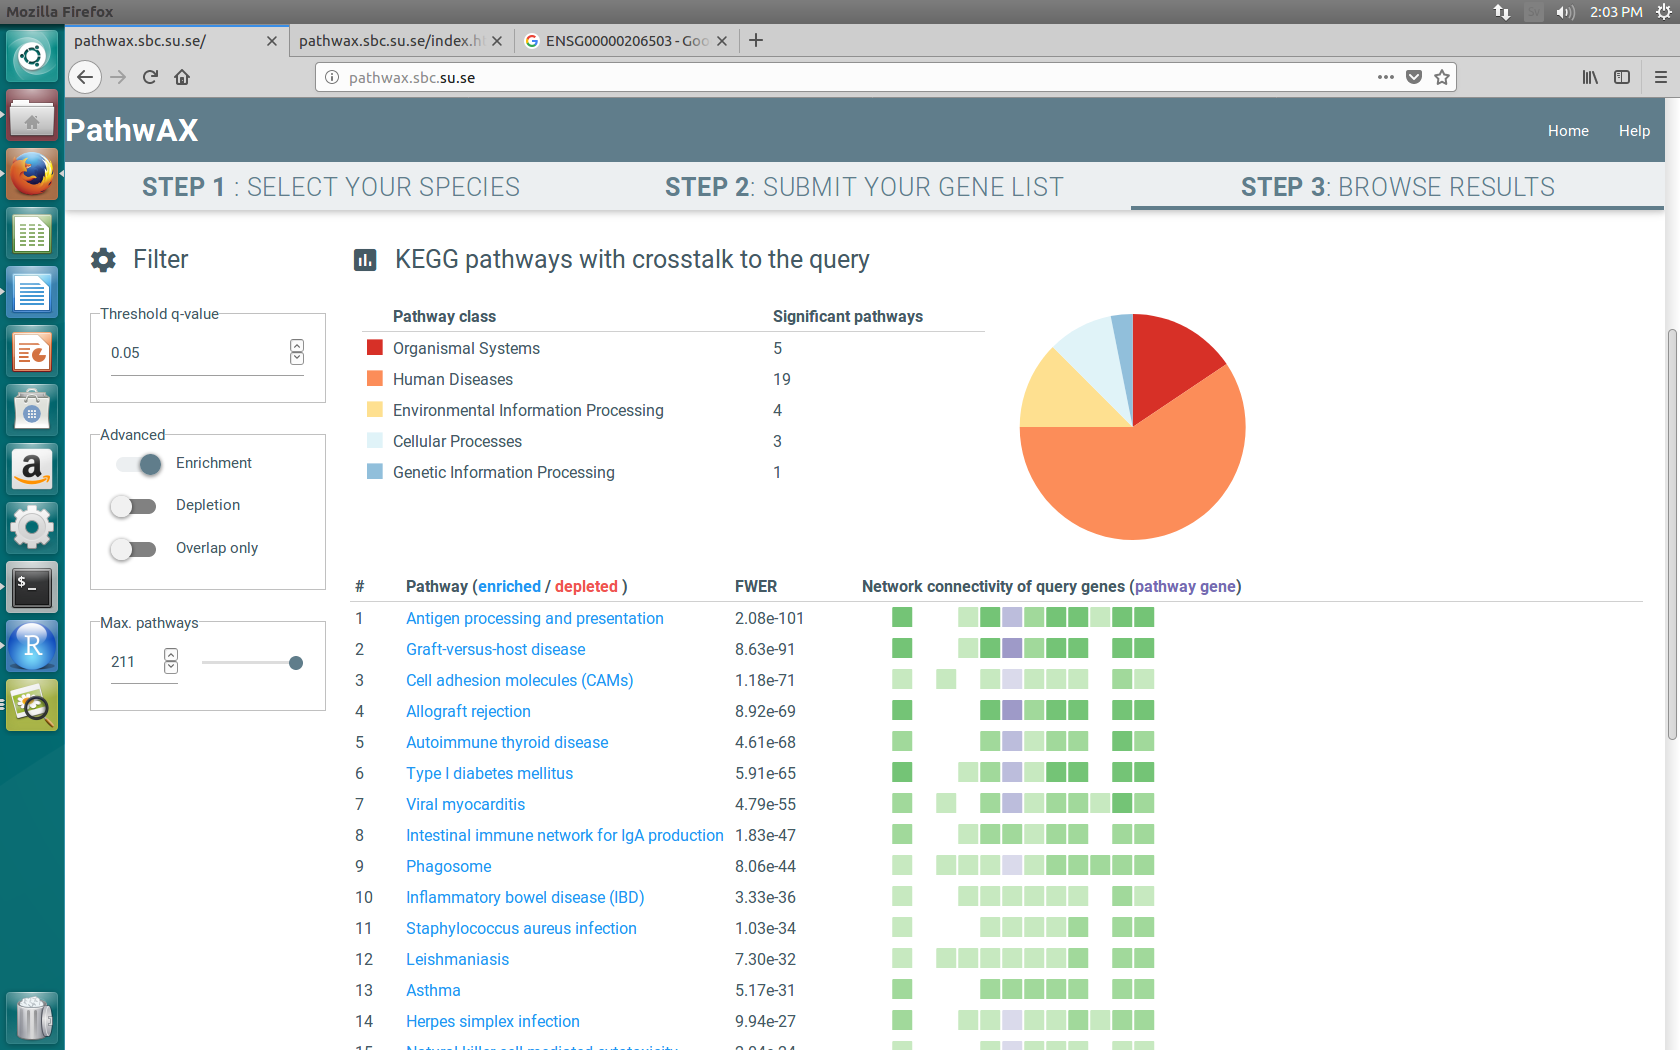 Mozilla Firefox
Sv
2:03 PM
pathwax.sbc.su.se/
pathwax.sbc.su.se/index.h
ENSG00000206503 - Goo
pathwax.sbc.su.se
PathwAX
Home
Help
STEP 1 : SELECT YOUR SPECIES
STEP 2: SUBMIT YOUR GENE LIST
STEP 3: BROWSE RESULTS
Filter
KEGG pathways with crosstalk to the query
Threshold q-value
0.05
Advanced
Enrichment
Depletion
Overlap only
Max. pathways
211
Pathway class Significant pathways
Organismal Systems 5
Human Diseases 19
Environmental Information Processing 4
Cellular Processes 3
Genetic Information Processing 1
# Pathway (enriched / depleted ) FWER Network connectivity of query genes (pathway gene)
1 Antigen processing and presentation 2.08e-101
2 Graft-versus-host disease 8.63e-91
3 Cell adhesion molecules (CAMs) 1.18e-71
4 Allograft rejection 8.92e-69
5 Autoimmune thyroid disease 4.61e-68
6 Type I diabetes mellitus 5.91e-65
7 Viral myocarditis 4.79e-55
8 Intestinal immune network for IgA production 1.83e-47
9 Phagosome 8.06e-44
10 Inflammatory bowel disease (IBD) 3.33e-36
11 Staphylococcus aureus infection 1.03e-34
12 Leishmaniasis 7.30e-32
13 Asthma 5.17e-31
14 Herpes simplex infection 9.94e-27